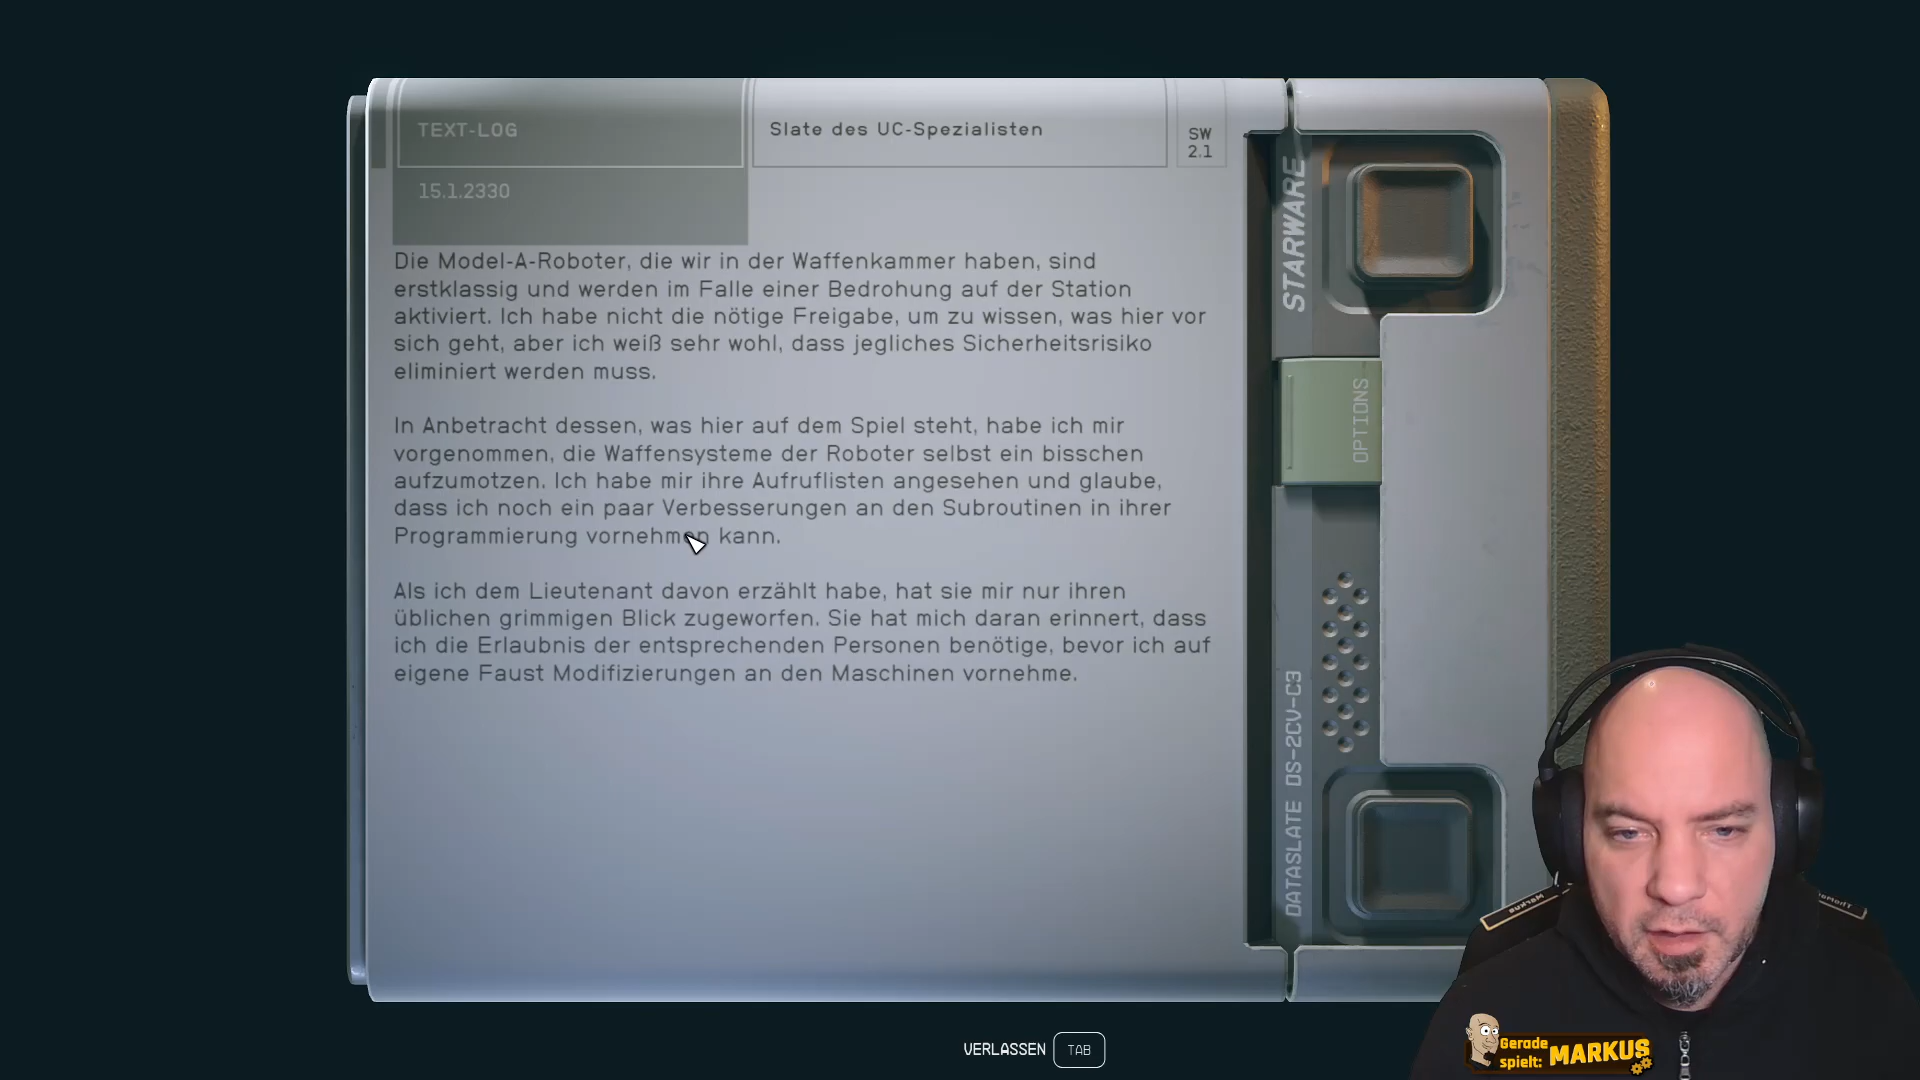 TEXT-LOG
Slate des UC-Spezialisten
SW
2.1
15.1.2330
Die Model-A-Roboter, die wir in der Waffenkammer haben, sind
erstklassig und werden im Falle einer Bedrohung auf der Station
aktiviert. Ich habe nicht die nötige Freigabe, um zu wissen, was hier vor
sich geht, aber ich weiß sehr wohl, dass jegliches Sicherheitsrisiko
eliminiert werden muss.
In Anbetracht dessen, was hier auf dem Spiel steht, habe ich mir
vorgenommen, die Waffensysteme der Roboter selbst ein bisschen
aufzumotzen. Ich habe mir ihre Aufruflisten angesehen und glaube,
dass ich noch ein paar Verbesserungen an den Subroutinen in ihrer
Programmierung vornehmen kann.
Als ich dem Lieutenant davon erzählt habe, hat sie mir nur ihren
üblichen grimmigen Blick zugeworfen. Sie hat mich daran erinnert, dass
ich die Erlaubnis der entsprechenden Personen benötige, bevor ich auf
eigene Faust Modifizierungen an den Maschinen vornehme.
STARWARE
OPTIONS
DATASLATE DS-2CV-C3
VERLASSEN TAB
Markus
Gerade
spielt: MARKUS